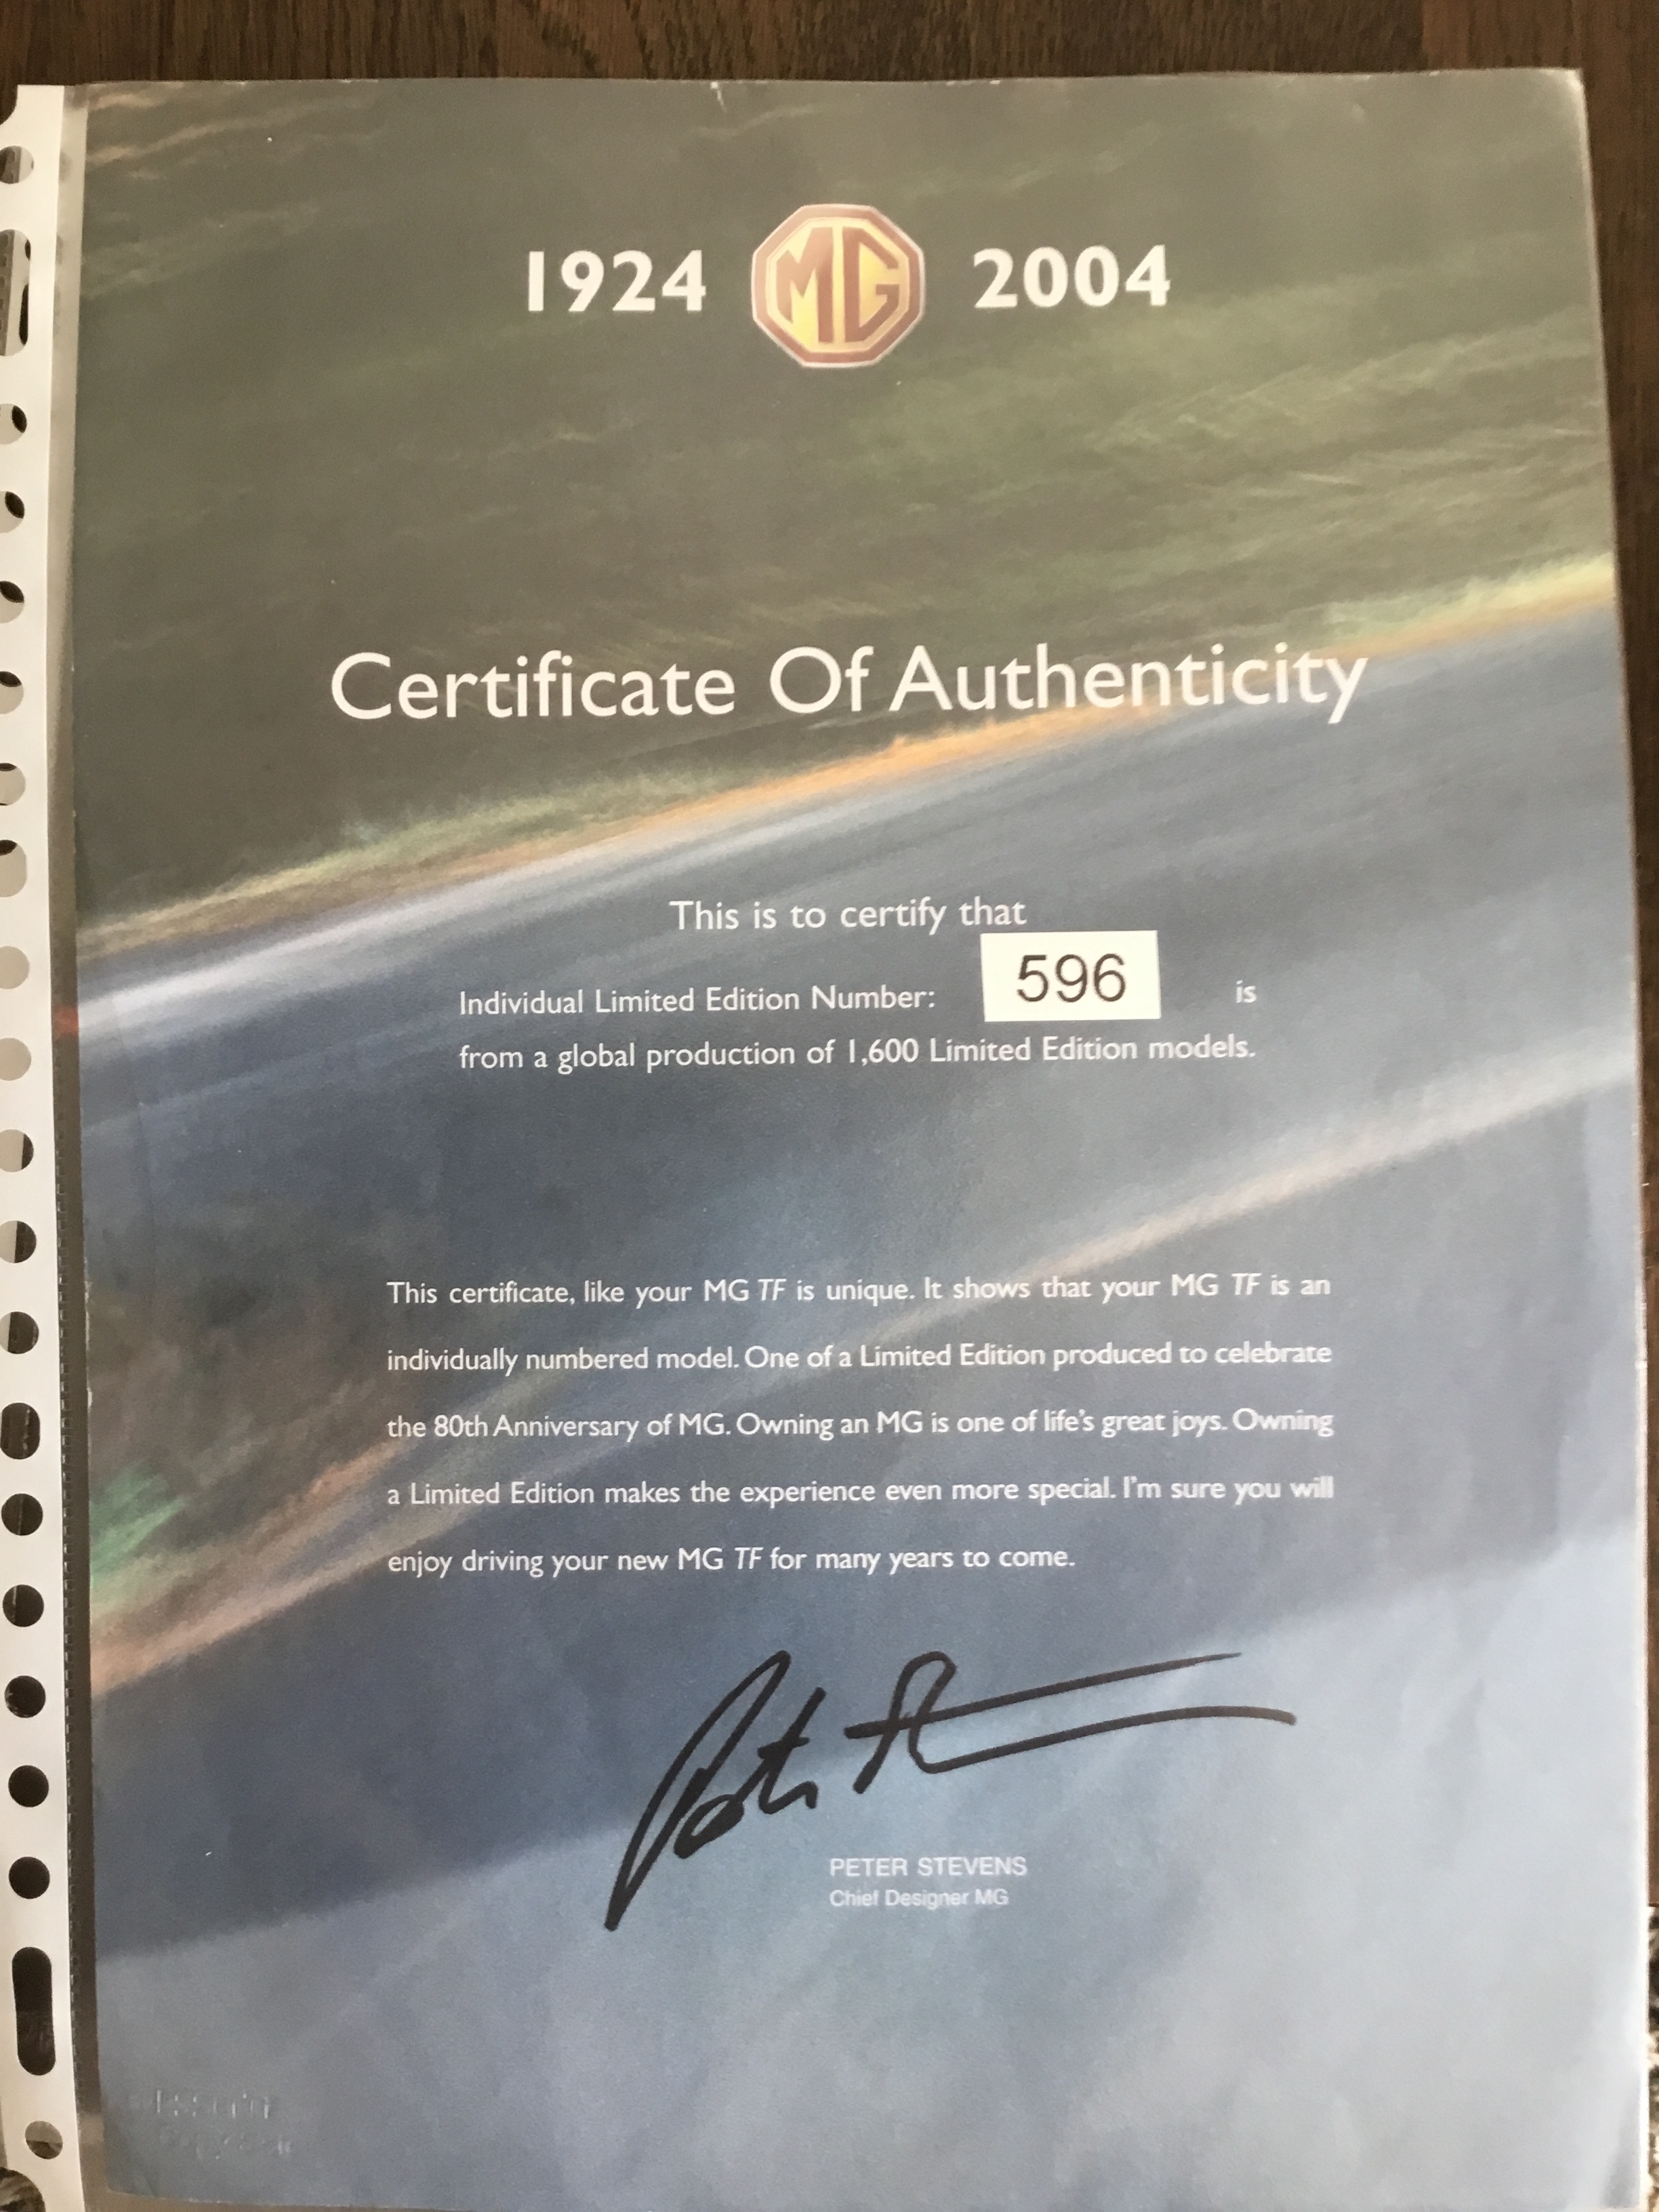 1924 MG 2004
Certificate Of Authenticity
This is to certify that
Individual Limited Edition Number: 596 is
from a global production of 1,600 Limited Edition models.
This certificate, like your MG TF is unique. It shows that your MG TF is an
individually numbered model. One of a Limited Edition produced to celebrate
the 80th Anniversary of MG. Owning an MG is one of life's great joys. Owning
a Limited Edition makes the experience even more special. I'm sure you will
enjoy driving your new MG TF for many years to come.
PETER STEVENS
Chief Designer MG